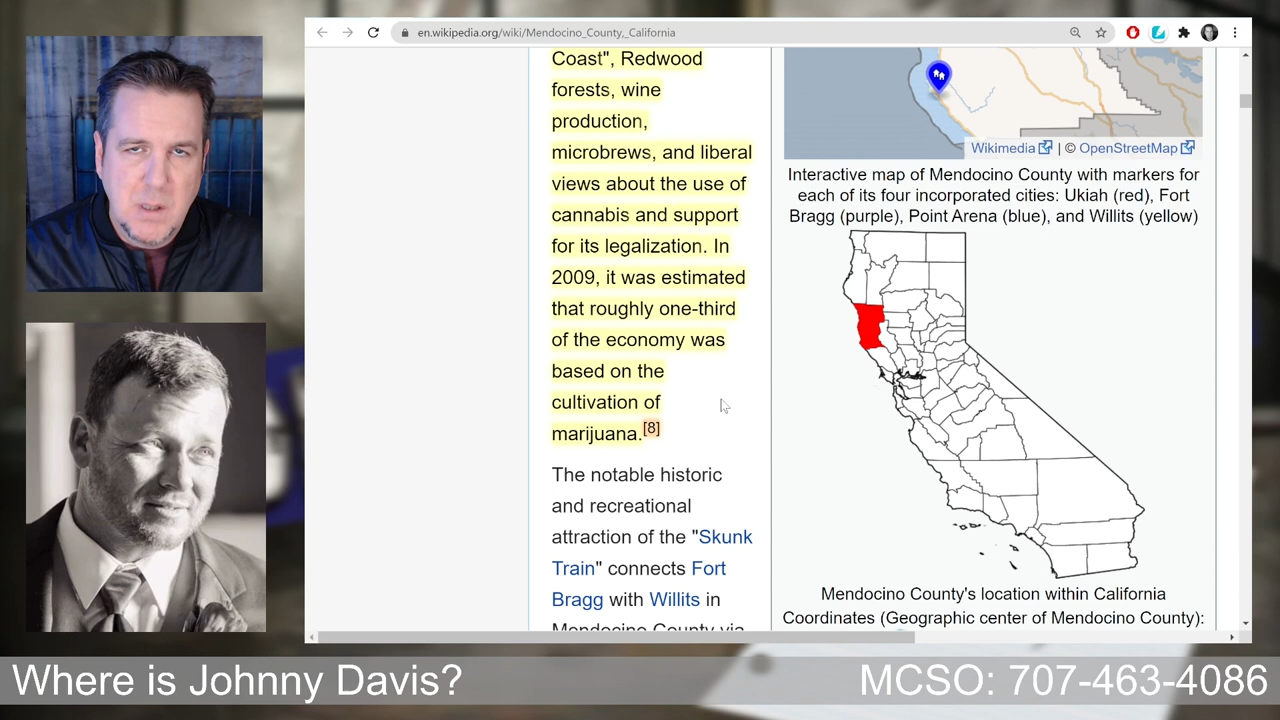 en.wikipedia.org/wiki/Mendocino_County,_California
Coast", Redwood
forests, wine
production,
microbrews, and liberal
views about the use of
cannabis and support
for its legalization. In
2009, it was estimated
that roughly one-third
of the economy was
based on the
cultivation of
marijuana.[8]
The notable historic
and recreational
attraction of the "Skunk
Train" connects Fort
Bragg with Willits in
Mendocino County via
Wikimedia | © OpenStreetMap
Interactive map of Mendocino County with markers for
each of its four incorporated cities: Ukiah (red), Fort
Bragg (purple), Point Arena (blue), and Willits (yellow)
Mendocino County's location within California
Coordinates (Geographic center of Mendocino County):
Where is Johnny Davis?
MCSO: 707-463-4086